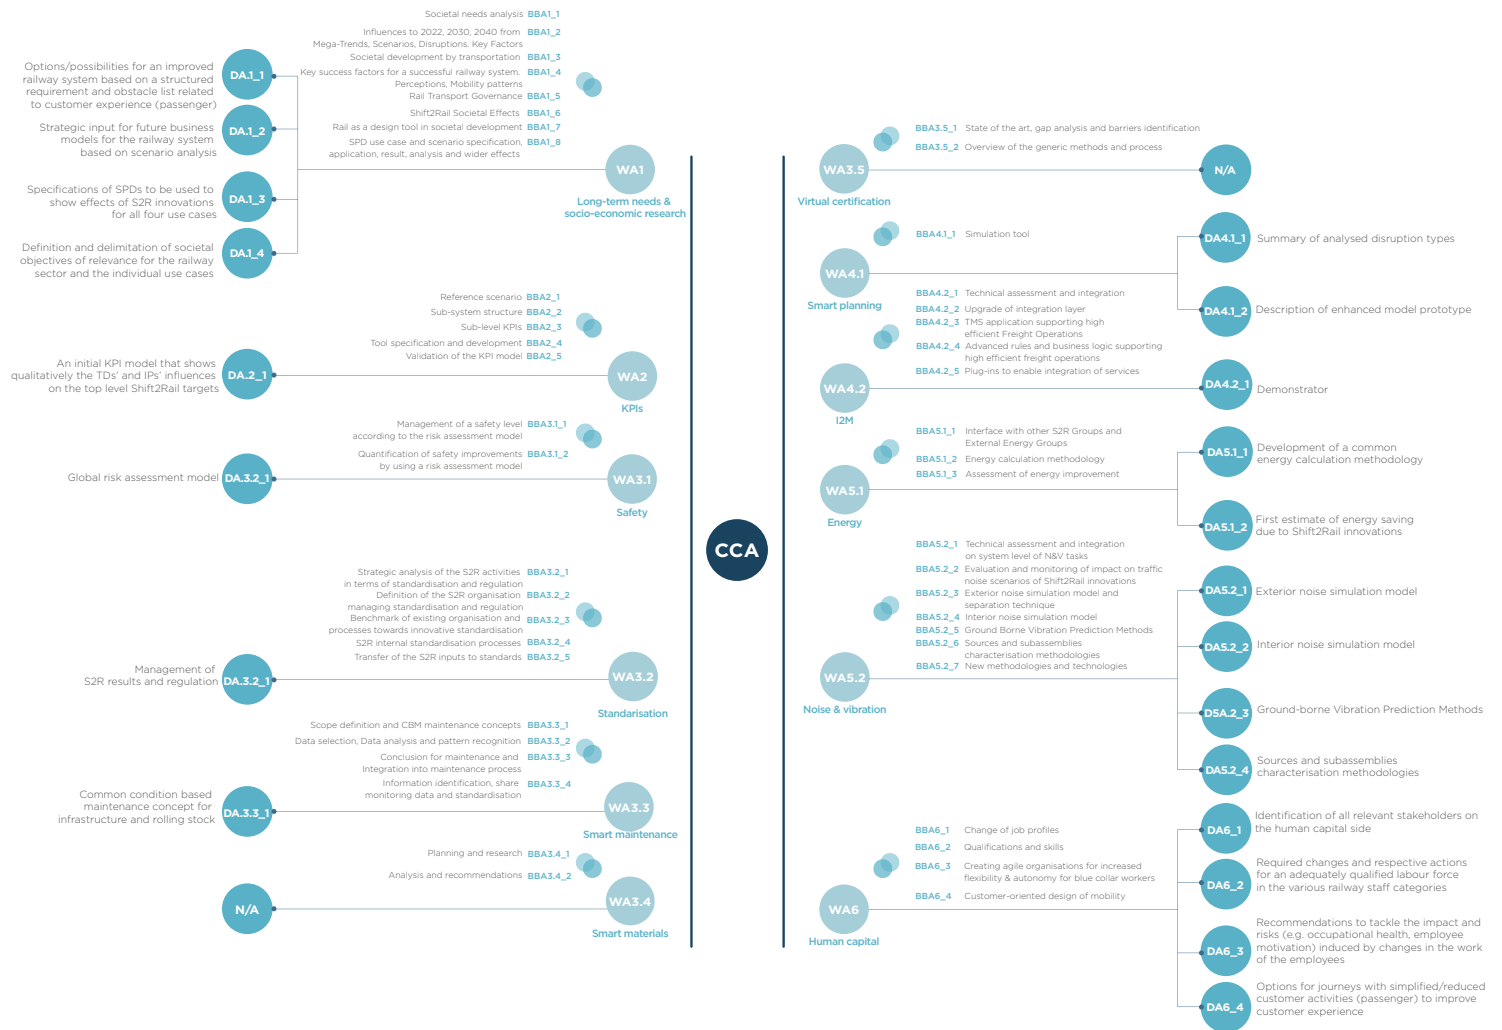 Societal needs analysis BBA1_1
Influences to 2022, 2030, 2040 from BBA1_2
Mega-Trends, Scenarios, Disruptions. Key Factors
Societal development by transportation BBA1_3
Key success factors for a successful railway system. BBA1_4
Perceptions, Mobility patterns
Rail Transport Governance BBA1_5
Shift2Rail Societal Effects BBA1_6
Rail as a design tool in societal development BBA1_7
SPD use case and scenario specification, BBA1_8
application, result, analysis and wider effects
Options/possibilities for an improved
railway system based on a structured
requirement and obstacle list related
to customer experience (passenger)
DA.1_1
Strategic input for future business
models for the railway system
based on scenario analysis
DA.1_2
Specifications of SPDs to be used to
show effects of S2R innovations
for all four use cases
DA.1_3
Definition and delimitation of societal
objectives of relevance for the railway
sector and the individual use cases
DA.1_4
WA1
Long-term needs &
socio-economic research
Reference scenario BBA2_1
Sub-system structure BBA2_2
Sub-level KPIs BBA2_3
Tool specification and development BBA2_4
Validation of the KPI model BBA2_5
An initial KPI model that shows
qualitatively the TDs' and IPs' influences
on the top level Shift2Rail targets
DA.2_1
WA2
KPIs
Management of a safety level BBA3.1_1
according to the risk assessment model
Quantification of safety improvements BBA3.1_2
by using a risk assessment model
Global risk assessment model
DA.3.2_1
WA3.1
Safety
Strategic analysis of the S2R activities BBA3.2_1
in terms of standardisation and regulation
Definition of the S2R organisation BBA3.2_2
managing standardisation and regulation
Benchmark of existing organisation and BBA3.2_3
processes towards innovative standardisation
S2R internal standardisation processes BBA3.2_4
Transfer of the S2R inputs to standards BBA3.2_5
Management of
S2R results and regulation
DA.3.2_1
WA3.2
Standarisation
Scope definition and CBM maintenance concepts BBA3.3_1
Data selection, Data analysis and pattern recognition BBA3.3_2
Conclusion for maintenance and BBA3.3_3
Integration into maintenance process
Information identification, share BBA3.3_4
monitoring data and standardisation
Common condition based
maintenance concept for
infrastructure and rolling stock
DA.3.3_1
WA3.3
Smart maintenance
Planning and research BBA3.4_1
Analysis and recommendations BBA3.4_2
N/A
WA3.4
Smart materials
CCA
BBA3.5_1 State of the art, gap analysis and barriers identification
BBA3.5_2 Overview of the generic methods and process
WA3.5
Virtual certification
N/A
BBA4.1_1 Simulation tool
WA4.1
Smart planning
DA4.1_1
Summary of analysed disruption types
DA4.1_2
Description of enhanced model prototype
BBA4.2_1 Technical assessment and integration
BBA4.2_2 Upgrade of integration layer
BBA4.2_3 TMS application supporting high
efficient Freight Operations
BBA4.2_4 Advanced rules and business logic supporting
high efficient freight operations
BBA4.2_5 Plug-ins to enable integration of services
WA4.2
I2M
DA4.2_1
Demonstrator
BBA5.1_1 Interface with other S2R Groups and
External Energy Groups
BBA5.1_2 Energy calculation methodology
BBA5.1_3 Assessment of energy improvement
WA5.1
Energy
DA5.1_1
Development of a common
energy calculation methodology
DA5.1_2
First estimate of energy saving
due to Shift2Rail innovations
BBA5.2_1 Technical assessment and integration
on system level of N&V tasks
BBA5.2_2 Evaluation and monitoring of impact on traffic
noise scenarios of Shift2Rail innovations
BBA5.2_3 Exterior noise simulation model and
separation technique
BBA5.2_4 Interior noise simulation model
BBA5.2_5 Ground Borne Vibration Prediction Methods
BBA5.2_6 Sources and subassemblies
characterisation methodologies
BBA5.2_7 New methodologies and technologies
WA5.2
Noise & vibration
DA5.2_1
Exterior noise simulation model
DA5.2_2
Interior noise simulation model
D5A.2_3
Ground-borne Vibration Prediction Methods
DA5.2_4
Sources and subassemblies
characterisation methodologies
BBA6_1 Change of job profiles
BBA6_2 Qualifications and skills
BBA6_3 Creating agile organisations for increased
flexibility & autonomy for blue collar workers
BBA6_4 Customer-oriented design of mobility
WA6
Human capital
DA6_1
Identification of all relevant stakeholders on
the human capital side
DA6_2
Required changes and respective actions
for an adequately qualified labour force
in the various railway staff categories
DA6_3
Recommendations to tackle the impact and
risks (e.g. occupational health, employee
motivation) induced by changes in the work
of the employees
DA6_4
Options for journeys with simplified/reduced
customer activities (passenger) to improve
customer experience